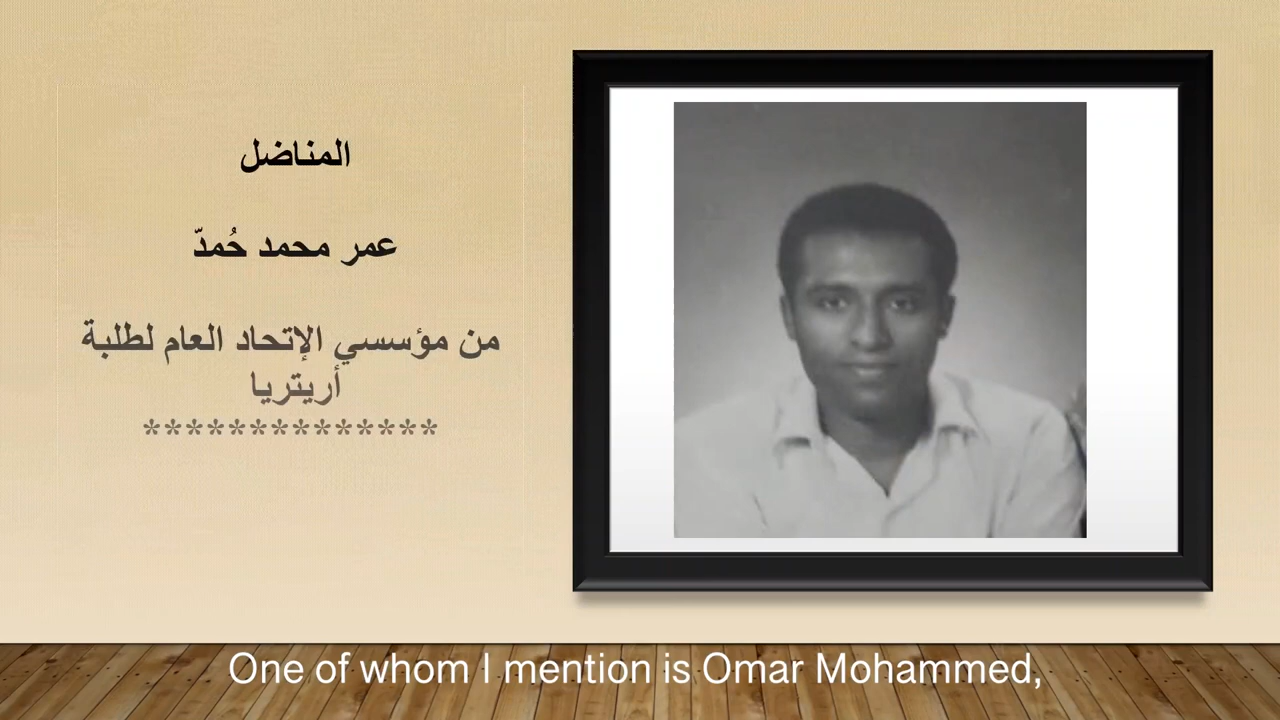 المناضل
عمر محمد حُمدّ
من مؤسسي الإتحاد العام لطلبة
أريتريا
**************
One of whom I mention is Omar Mohammed,